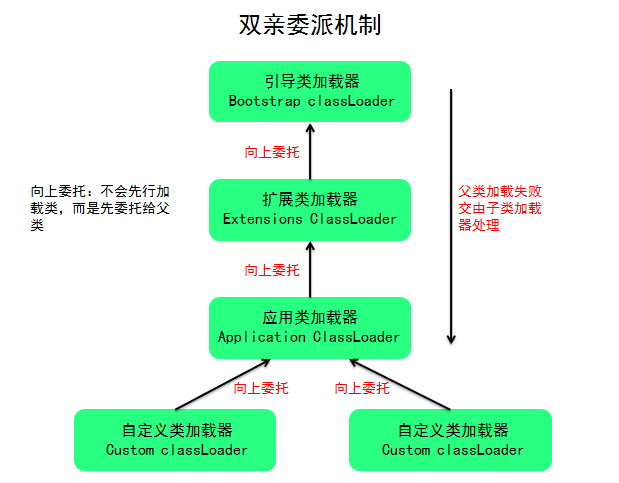 双亲委派机制
引导类加载器
Bootstrap classLoader
向上委托
向上委托：不会先行加
载类，而是先委托给父
类
扩展类加载器
Extensions ClassLoader
父类加载失败
交由子类加载
器处理
向上委托
应用类加载器
Application ClassLoader
向上委托
向上委托
自定义类加载器
Custom classLoader
自定义类加载器
Custom classLoader